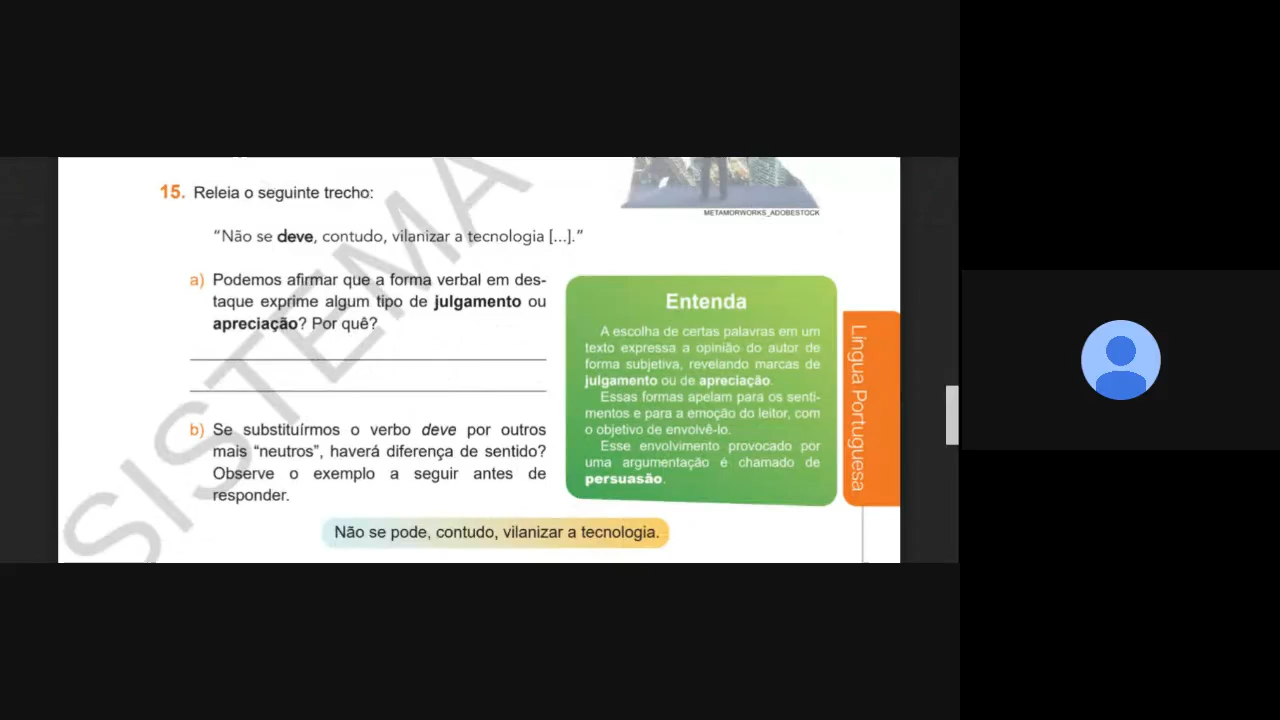 METAMORWORKS_ADOBESTOCK
15. Releia o seguinte trecho:
“Não se deve, contudo, vilanizar a tecnologia [...].”
a) Podemos afirmar que a forma verbal em des-
taque exprime algum tipo de julgamento ou
apreciação? Por quê?
b) Se substituírmos o verbo deve por outros
mais “neutros”, haverá diferença de sentido?
Observe o exemplo a seguir antes de
responder.
Não se pode, contudo, vilanizar a tecnologia.
Entenda
A escolha de certas palavras em um
texto expressa a opinião do autor de
forma subjetiva, revelando marcas de
julgamento ou de apreciação.
Essas formas apelam para os senti-
mentos e para a emoção do leitor, com
o objetivo de envolvê-lo.
Esse envolvimento provocado por
uma argumentação é chamado de
persuasão.
Língua Portuguesa
SISTEMA